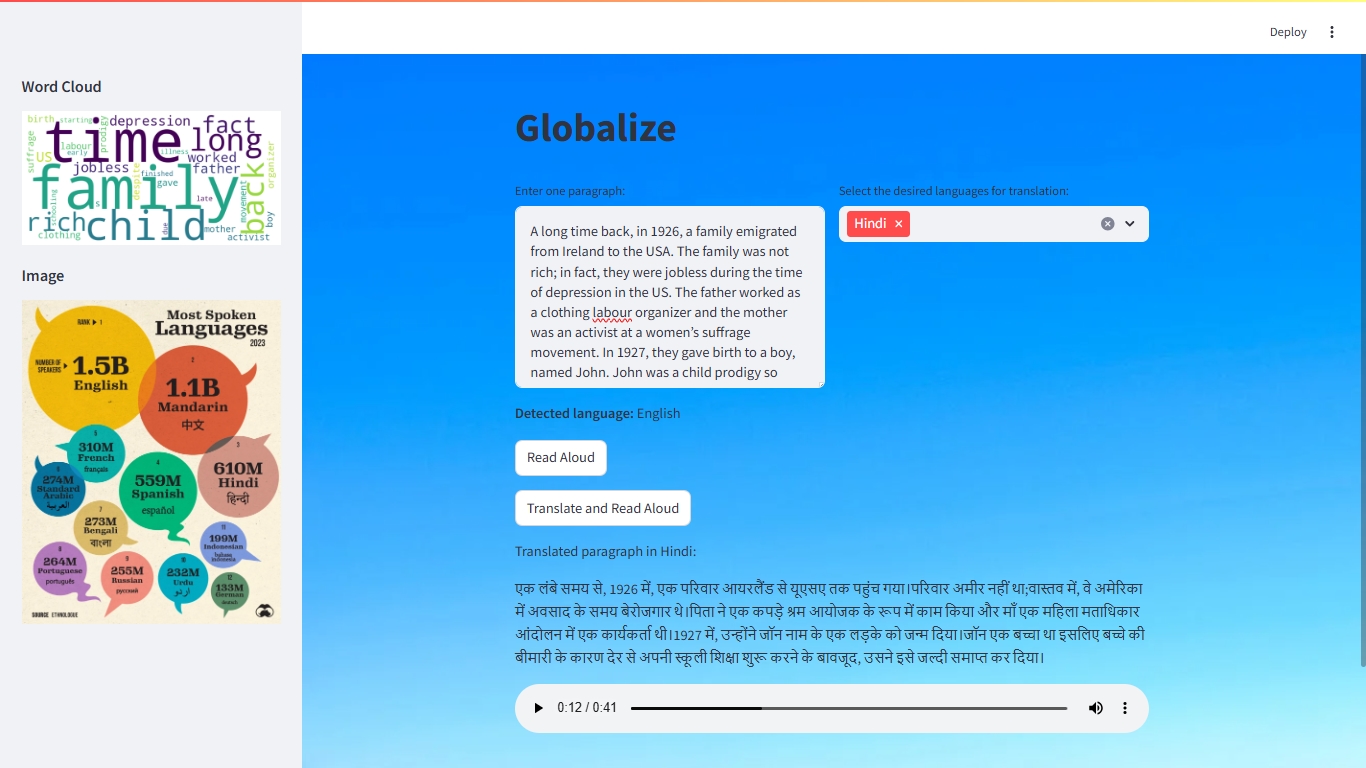 Deploy
Word Cloud
birth starting depression fact
suffrage time prodigy long
labour early illness
US worked
jobless father
family finished
despite gave back organizer
schooling s late movement
rich child due boy
clothing mother
activist
Image
Most Spoken
Languages
2023
RANK 1
NUMBER OF
SPEAKERS
1.5B
English
2
1.1B
Mandarin
中文
3
610M
Hindi
हिन्दी
4
559M
Spanish
español
5
310M
French
français
6
274M
Standard
Arabic
العربية
7
273M
Bengali
বাংলা
8
264M
Portuguese
português
9
255M
Russian
русский
10
232M
Urdu
اردو
11
199M
Indonesian
bahasa
indonesia
12
133M
German
deutsch
SOURCE ETHNOLOGUE
Globalize
Enter one paragraph:
A long time back, in 1926, a family emigrated
from Ireland to the USA. The family was not
rich; in fact, they were jobless during the time
of depression in the US. The father worked as
a clothing labour organizer and the mother
was an activist at a women’s suffrage
movement. In 1927, they gave birth to a boy,
named John. John was a child prodigy so
Select the desired languages for translation:
Hindi
Detected language: English
Read Aloud
Translate and Read Aloud
Translated paragraph in Hindi:
एक लंबे समय से, 1926 में, एक परिवार आयरलैंड से यूएसए तक पहुंच गया।परिवार अमीर नहीं था;वास्तव में, वे अमेरिका
में अवसाद के समय बेरोजगार थे।पिता ने एक कपड़े श्रम आयोजक के रूप में काम किया और माँ एक महिला मताधिकार
आंदोलन में एक कार्यकर्ता थी।1927 में, उन्होंने जॉन नाम के एक लड़के को जन्म दिया।जॉन एक बच्चा था इसलिए बच्चे की
बीमारी के कारण देर से अपनी स्कूली शिक्षा शुरू करने के बावजूद, उसने इसे जल्दी समाप्त कर दिया।
0:12 / 0:41